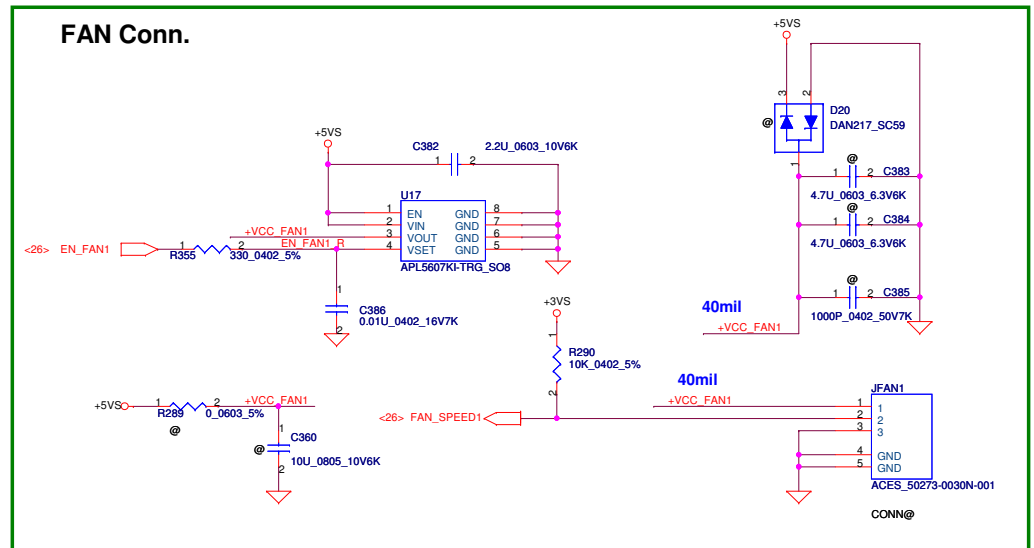 FAN Conn.
+5VS
3
2
D20
DAN217_SC59
@
1
+5VS
C382
2.2U_0603_10V6K
1
2
@
1
2
C383
4.7U_0603_6.3V6K
@
1
2
C384
4.7U_0603_6.3V6K
@
1
2
C385
1000P_0402_50V7K
40mil
+VCC_FAN1
U17
1
EN
GND
8
2
VIN
GND
7
+VCC_FAN1
3
VOUT
GND
6
EN_FAN1_R
4
VSET
GND
5
APL5607KI-TRG_SO8
<26>
EN_FAN1
1
2
R355
330_0402_5%
1
C386
0.01U_0402_16V7K
2
+3VS
1
R290
10K_0402_5%
2
40mil
+VCC_FAN1
<26>
FAN_SPEED1
JFAN1
1
1
2
2
3
3
4
GND
5
GND
ACES_50273-0030N-001
CONN@
+5VS
1
2
+VCC_FAN1
R289
0_0603_5%
@
1
C360
@
10U_0805_10V6K
2